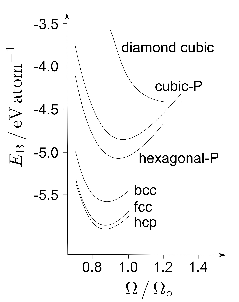 -3.5
diamond cubic
-4.0
cubic-P
-4.5
-5.0
hexagonal-P
bcc
-5.5
fcc
hcp
0.8 1.0 1.2 1.4
Ω / Ωₒ
E_B / eV atom⁻¹